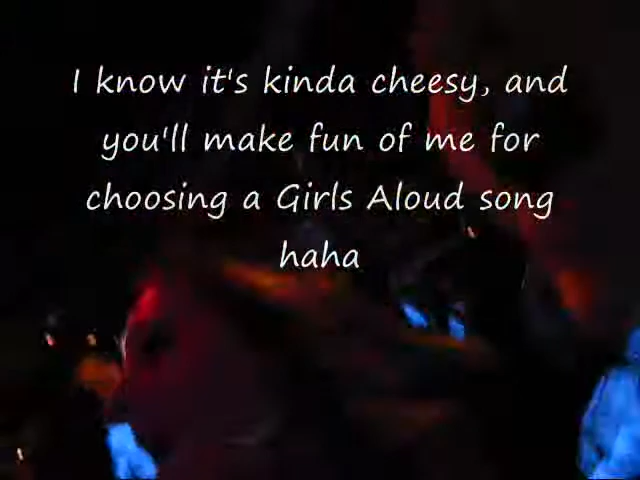 I know it's kinda cheesy, and
you'll make fun of me for
choosing a Girls Aloud song
haha